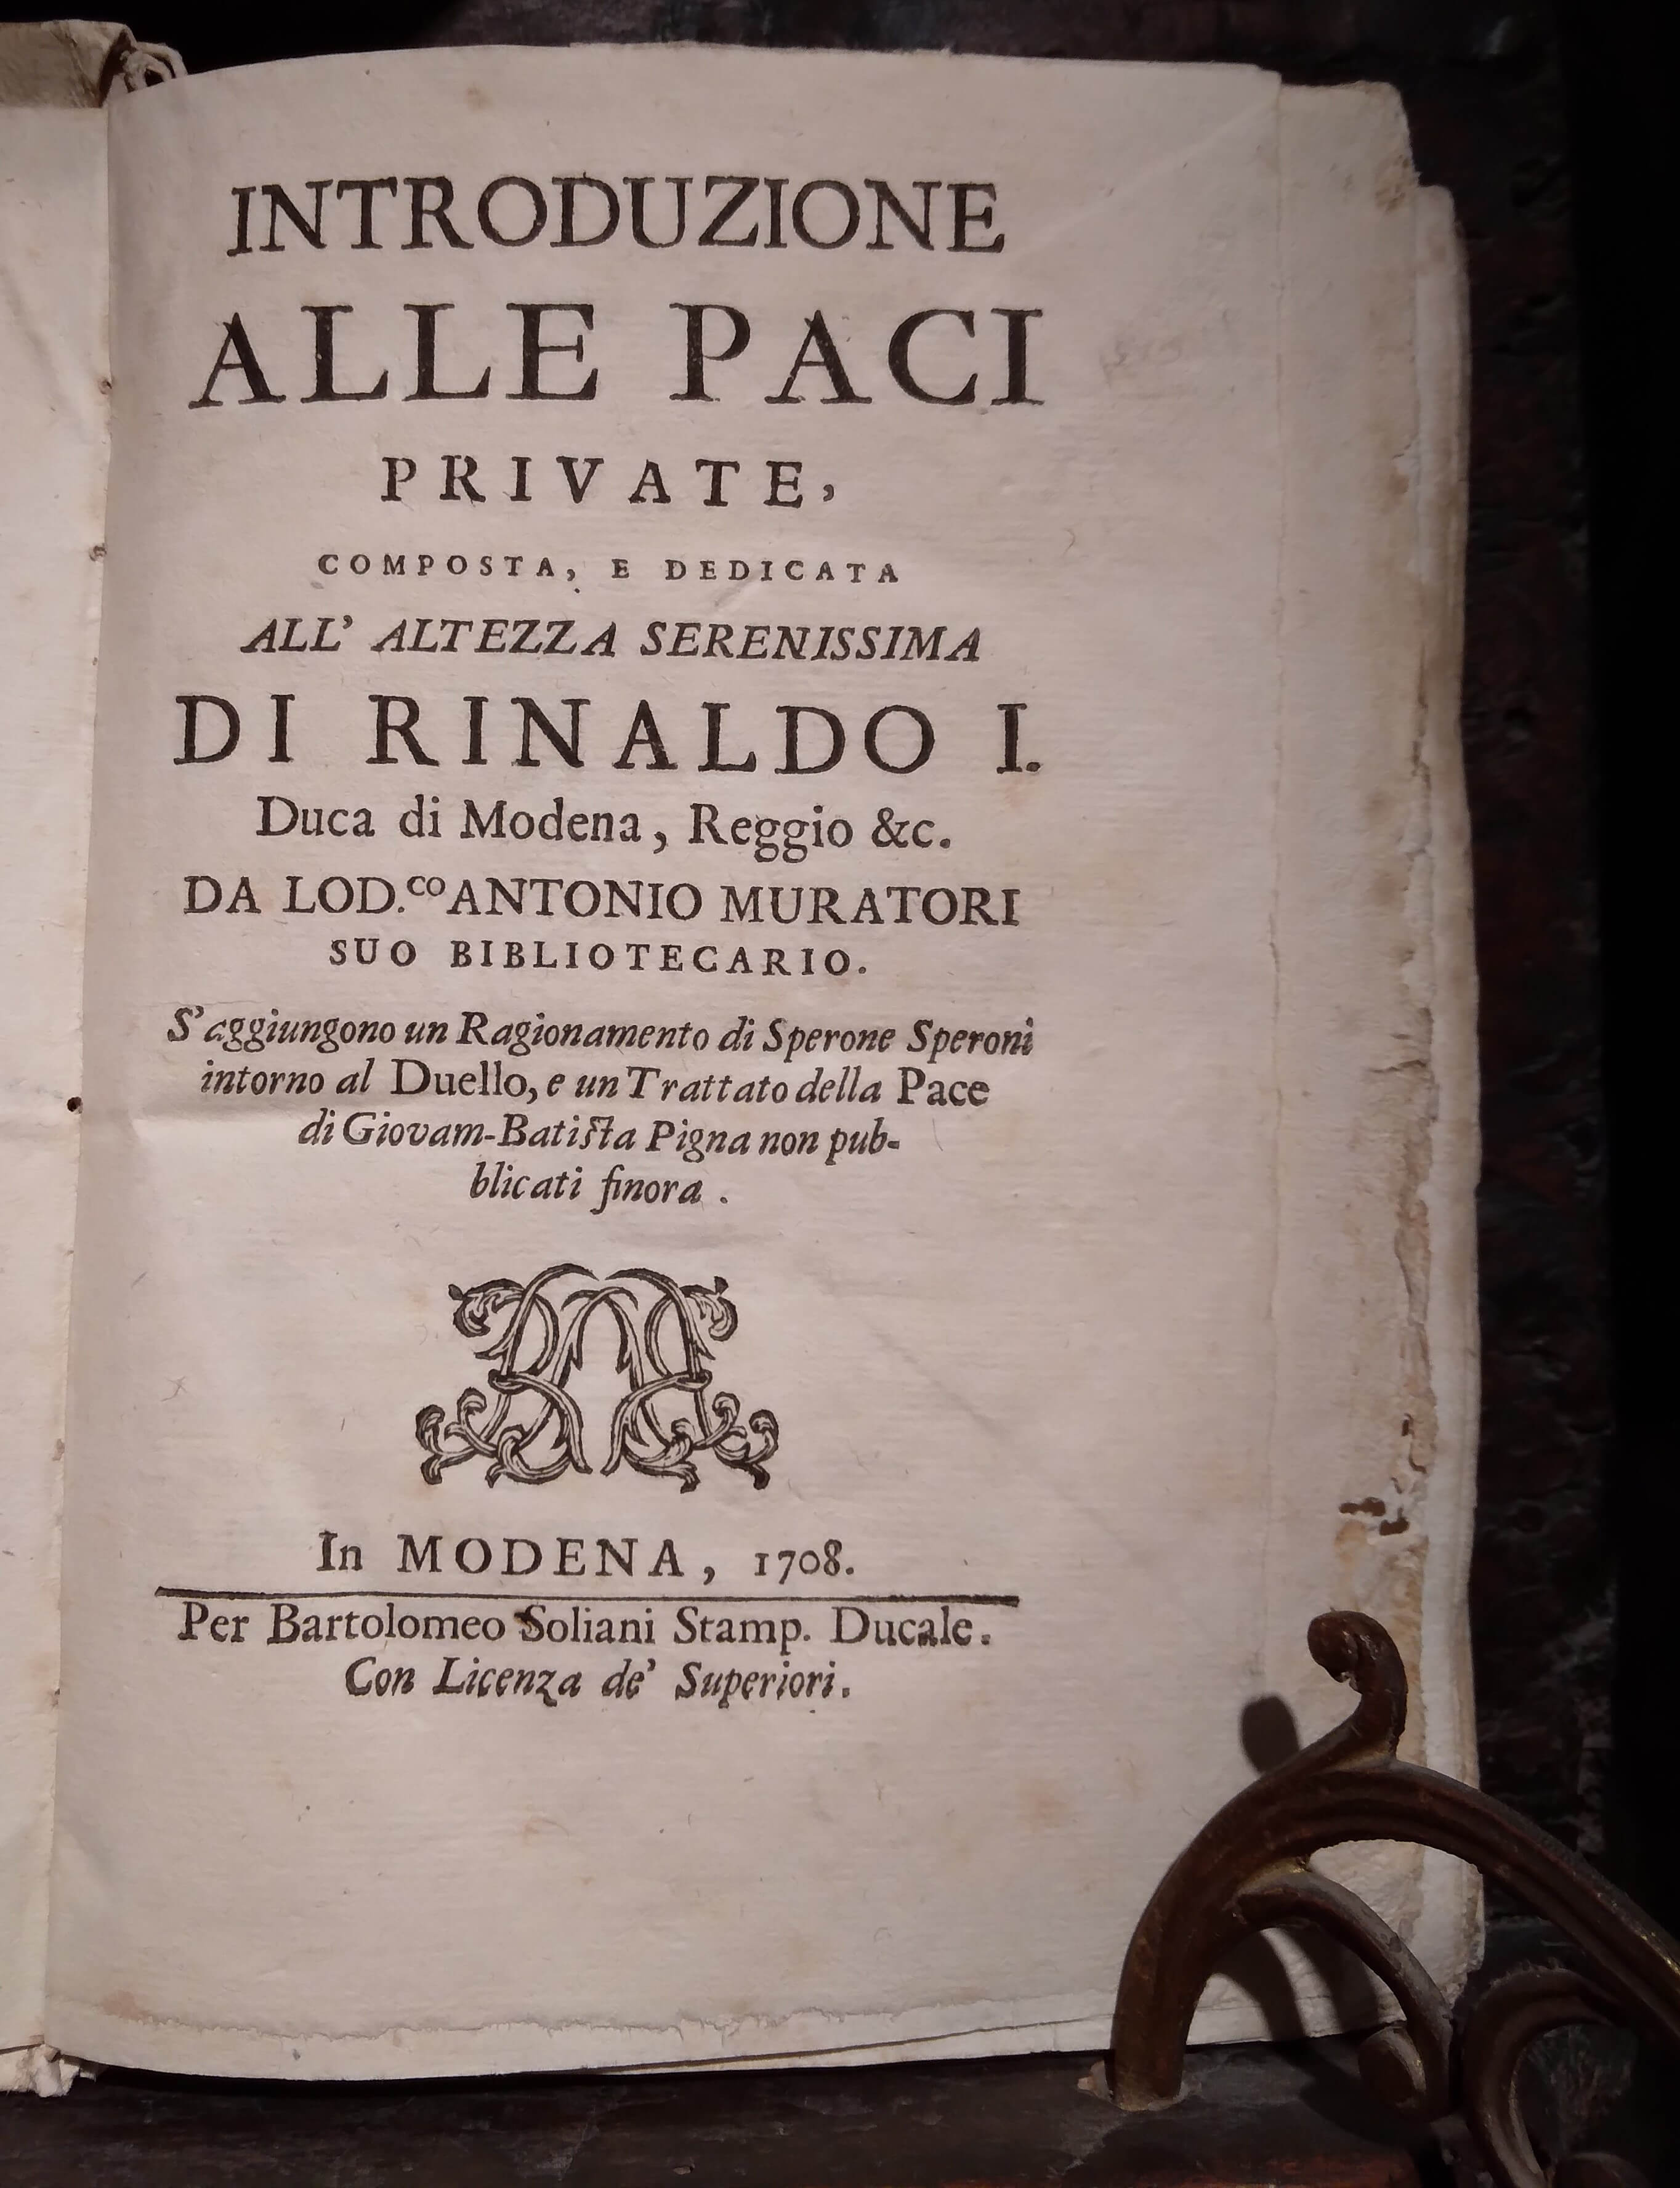 INTRODUZIONE
ALLE PACI
PRIVATE,
COMPOSTA, E DEDICATA
ALL' ALTEZZA SERENISSIMA
DI RINALDO I.
Duca di Modena, Reggio &c.
DA LOD.CO ANTONIO MURATORI
SUO BIBLIOTECARIO.
S'aggiungono un Ragionamento di Sperone Speroni
intorno al Duello, e un Trattato della Pace
di Giovam-Batiſta Pigna non pub-
blicati finora.
In MODENA, 1708.
Per Bartolomeo Soliani Stamp. Ducale.
Con Licenza de' Superiori.